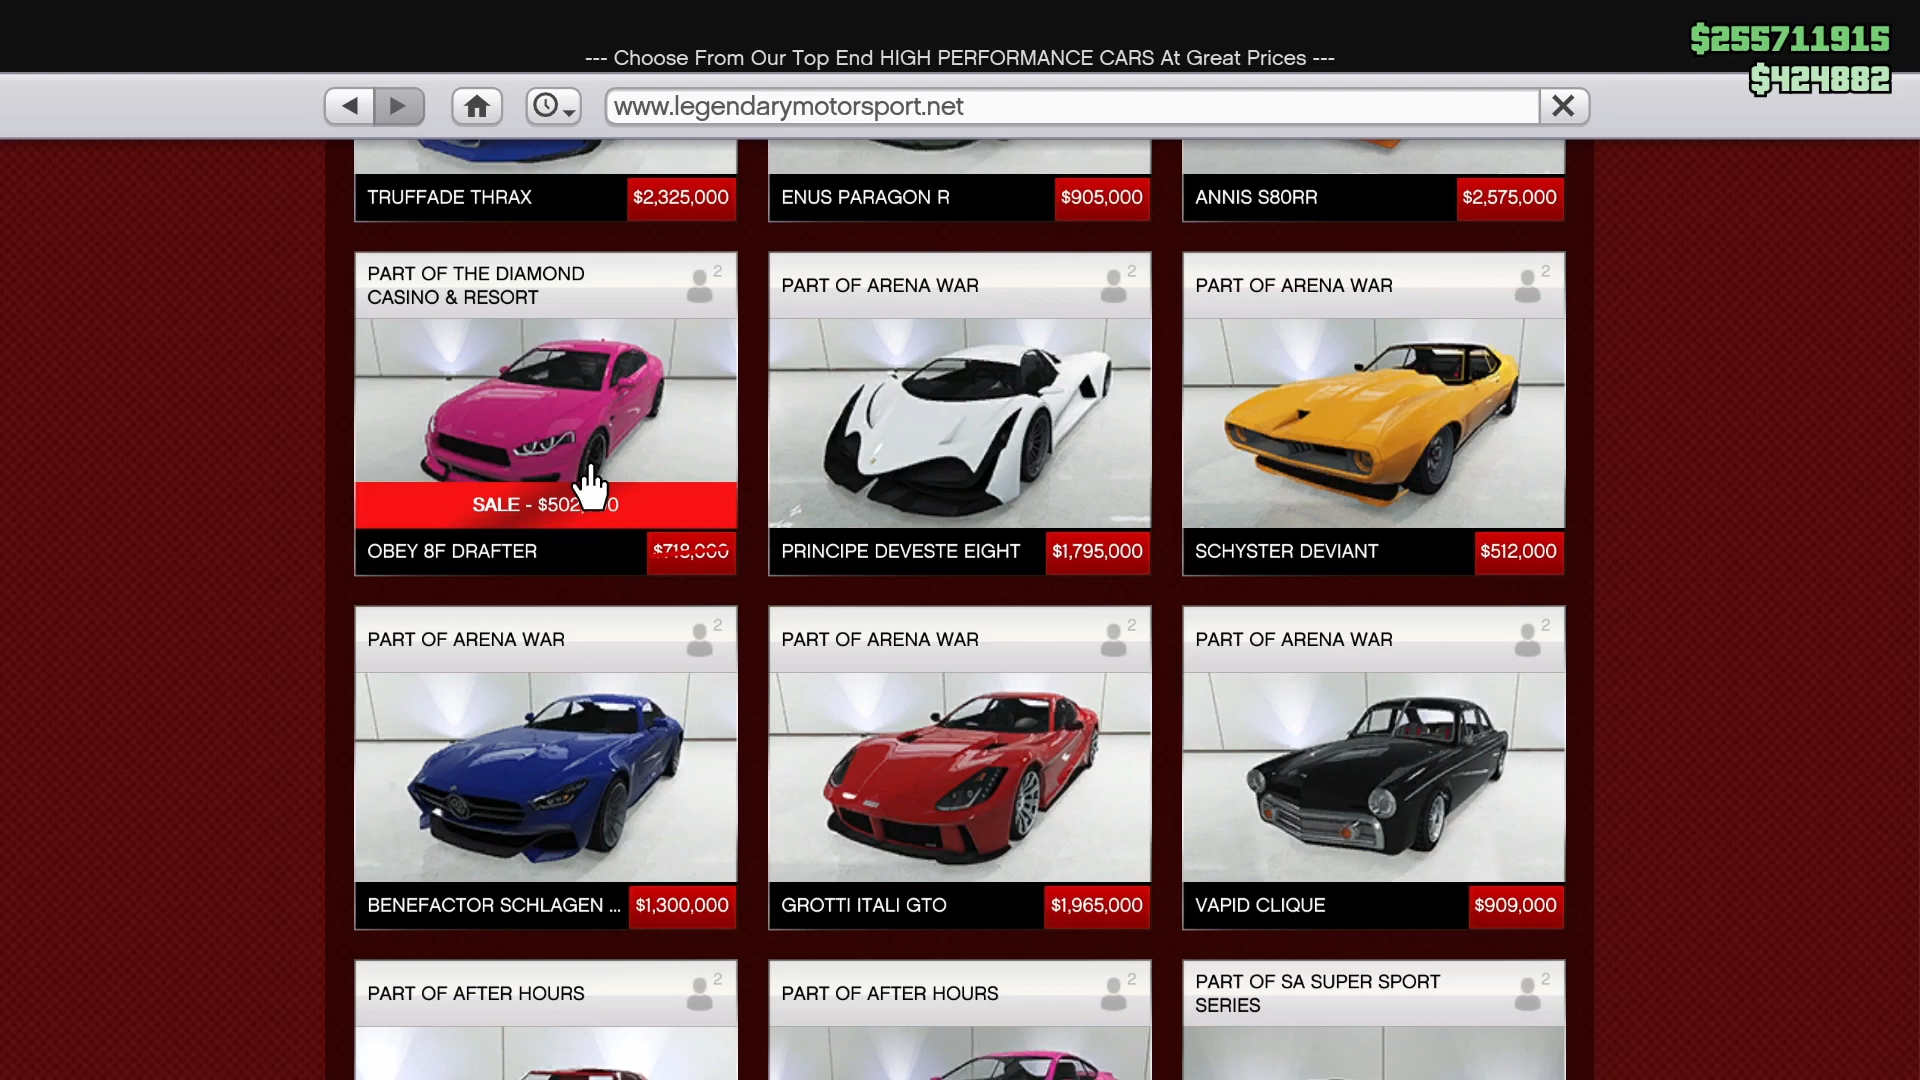 $255711915
--- Choose From Our Top End HIGH PERFORMANCE CARS At Great Prices ---
$424882
www.legendarymotorsport.net
TRUFFADE THRAX $2,325,000
ENUS PARAGON R $905,000
ANNIS S80RR $2,575,000
PART OF THE DIAMOND
CASINO & RESORT
2
PART OF ARENA WAR
2
PART OF ARENA WAR
2
SALE -
OBEY 8F DRAFTER $718,000
PRINCIPE DEVESTE EIGHT $1,795,000
SCHYSTER DEVIANT $512,000
PART OF ARENA WAR
2
PART OF ARENA WAR
2
PART OF ARENA WAR
2
BENEFACTOR SCHLAGEN ... $1,300,000
GROTTI ITALI GTO $1,965,000
VAPID CLIQUE $909,000
PART OF AFTER HOURS
2
PART OF AFTER HOURS
2
PART OF SA SUPER SPORT
SERIES
2